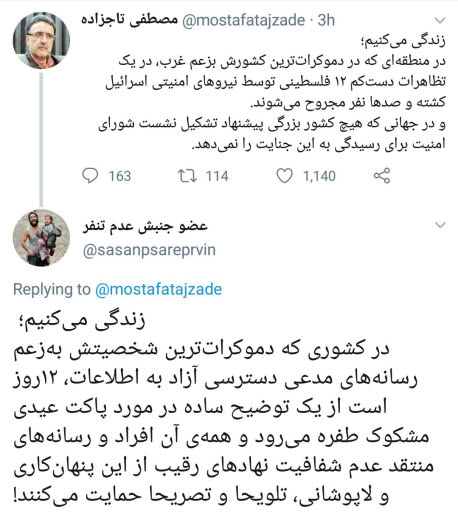 مصطفی تاجزاده @mostafatajzade · 3h
زندگی می‌کنیم؛
در منطقه‌ای که در دموکرات‌ترین کشورش بزعم غرب، در یک
تظاهرات دست‌کم ۱۲ فلسطینی توسط نیروهای امنیتی اسرائیل
کشته و صدها نفر مجروح می‌شوند.
و در جهانی که هیچ کشور بزرگی پیشنهاد تشکیل نشست شورای
امنیت برای رسیدگی به این جنایت را نمی‌دهد.
163 114 1,140
عضو جنبش عدم تنفر
@sasanpsareprvin
Replying to @mostafatajzade
زندگی می‌کنیم؛
در کشوری که دموکرات‌ترین شخصیتش به‌زعم
رسانه‌های مدعی دسترسی آزاد به اطلاعات، ۱۲روز
است از یک توضیح ساده در مورد پاکت عیدی
مشکوک طفره می‌رود و همه‌ی آن افراد و رسانه‌های
منتقد عدم شفافیت نهادهای رقیب از این پنهان‌کاری
و لاپوشانی، تلویحا و تصریحا حمایت می‌کنند!